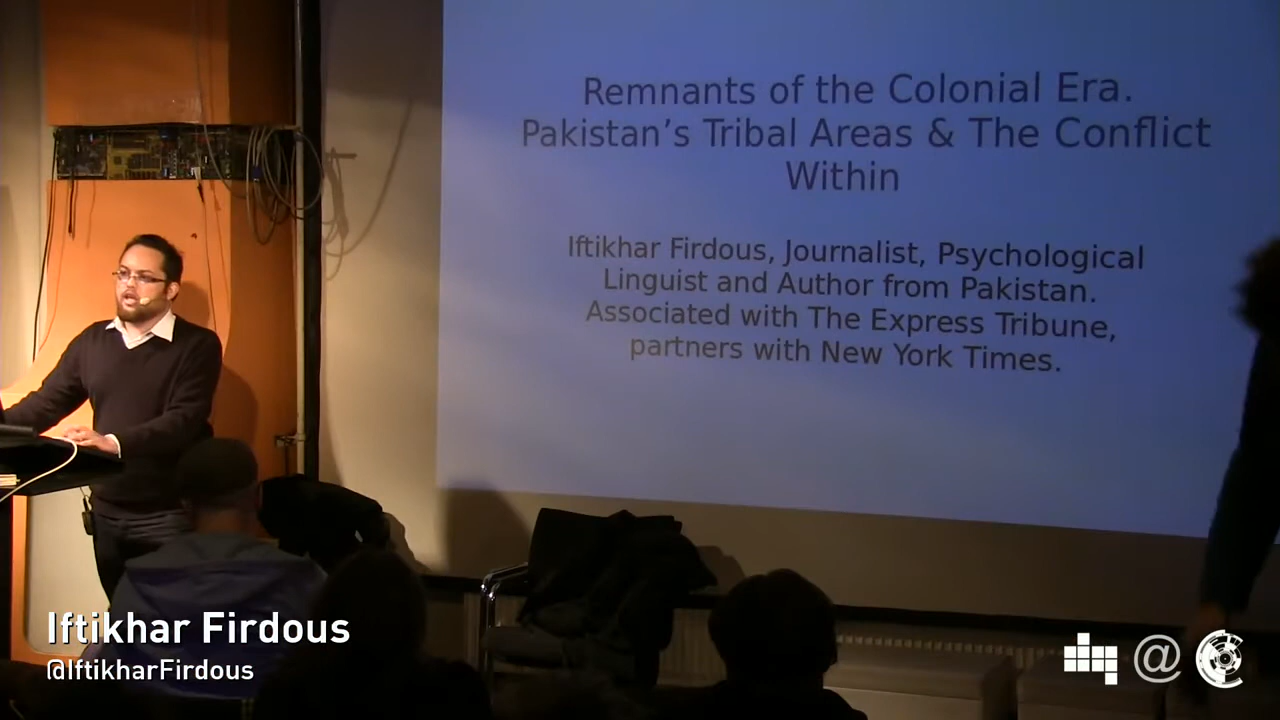 Remnants of the Colonial Era.
Pakistan's Tribal Areas & The Conflict
Within
Iftikhar Firdous, Journalist, Psychological
Linguist and Author from Pakistan.
Associated with The Express Tribune,
partners with New York Times.
Iftikhar Firdous
@IftikharFirdous
@